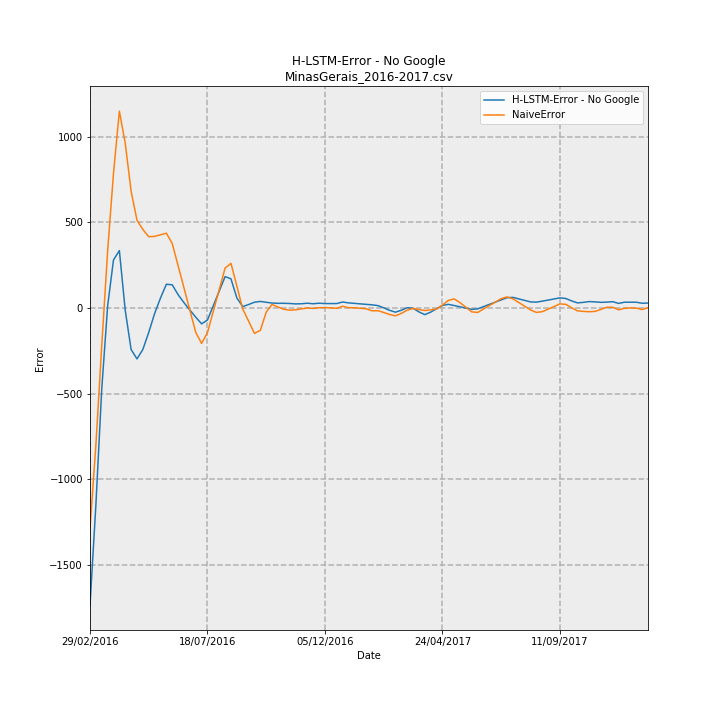 H-LSTM-Error - No Google
MinasGerais_2016-2017.csv
H-LSTM-Error - No Google
NaiveError
1000
500
0
−500
−1000
−1500
Error
29/02/2016
18/07/2016
05/12/2016
24/04/2017
11/09/2017
Date